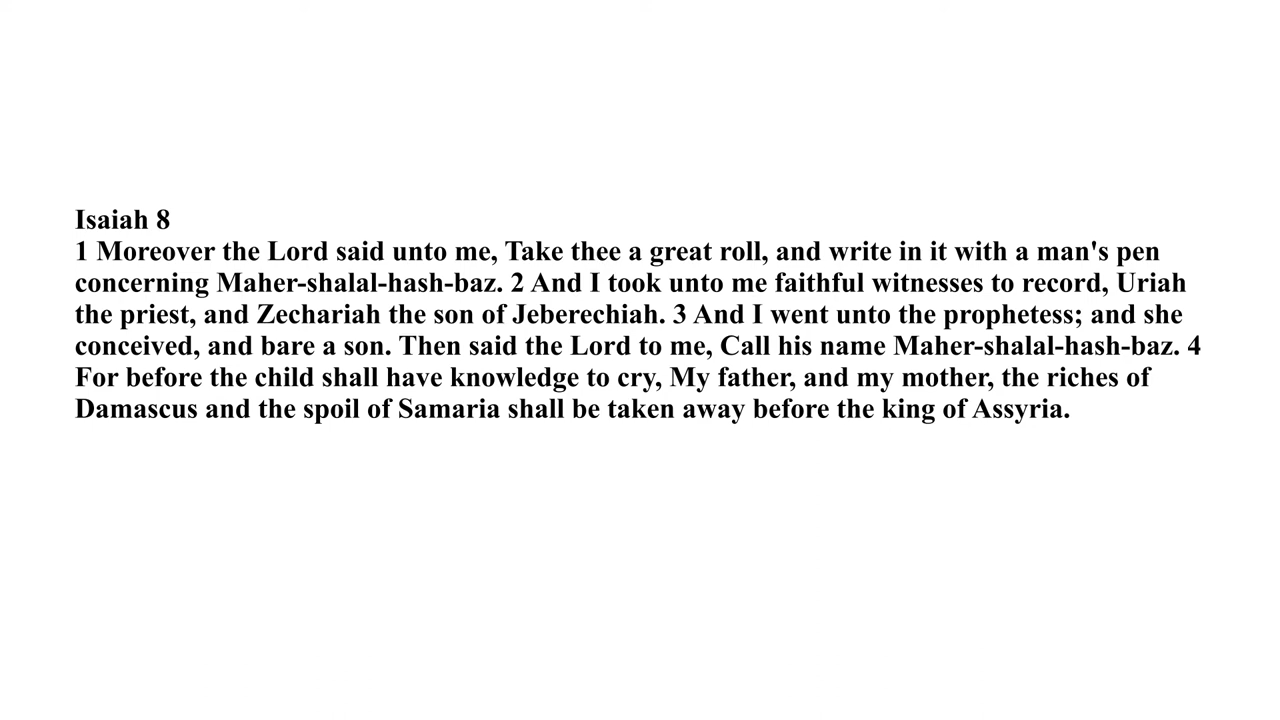 Isaiah 8
1 Moreover the Lord said unto me, Take thee a great roll, and write in it with a man's pen
concerning Maher-shalal-hash-baz. 2 And I took unto me faithful witnesses to record, Uriah
the priest, and Zechariah the son of Jeberechiah. 3 And I went unto the prophetess; and she
conceived, and bare a son. Then said the Lord to me, Call his name Maher-shalal-hash-baz. 4
For before the child shall have knowledge to cry, My father, and my mother, the riches of
Damascus and the spoil of Samaria shall be taken away before the king of Assyria.